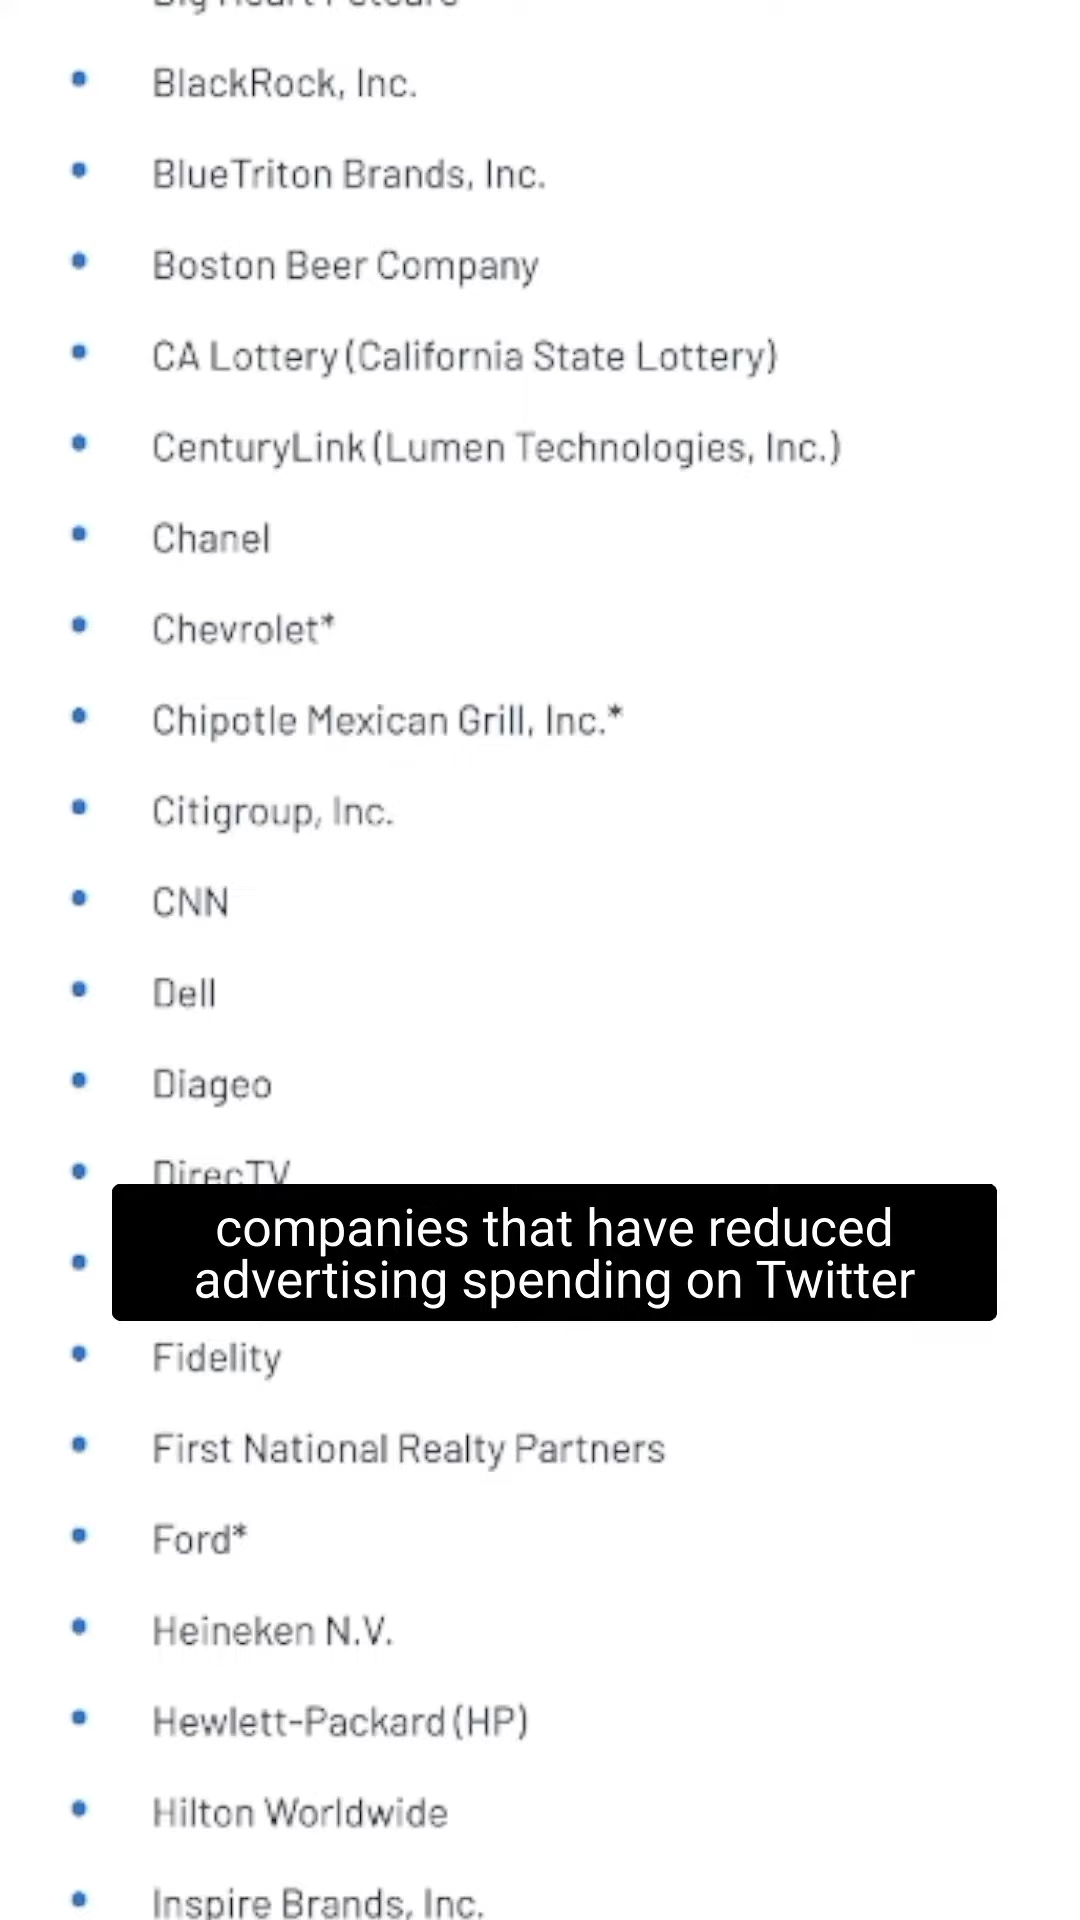 BlackRock, Inc.
BlueTriton Brands, Inc.
Boston Beer Company
CA Lottery (California State Lottery)
CenturyLink (Lumen Technologies, Inc.)
Chanel
Chevrolet*
Chipotle Mexican Grill, Inc.*
Citigroup, Inc.
CNN
Dell
Diageo
DirecTV
companies that have reduced
advertising spending on Twitter
Fidelity
First National Realty Partners
Ford*
Heineken N.V.
Hewlett-Packard (HP)
Hilton Worldwide
Inspire Brands, Inc.